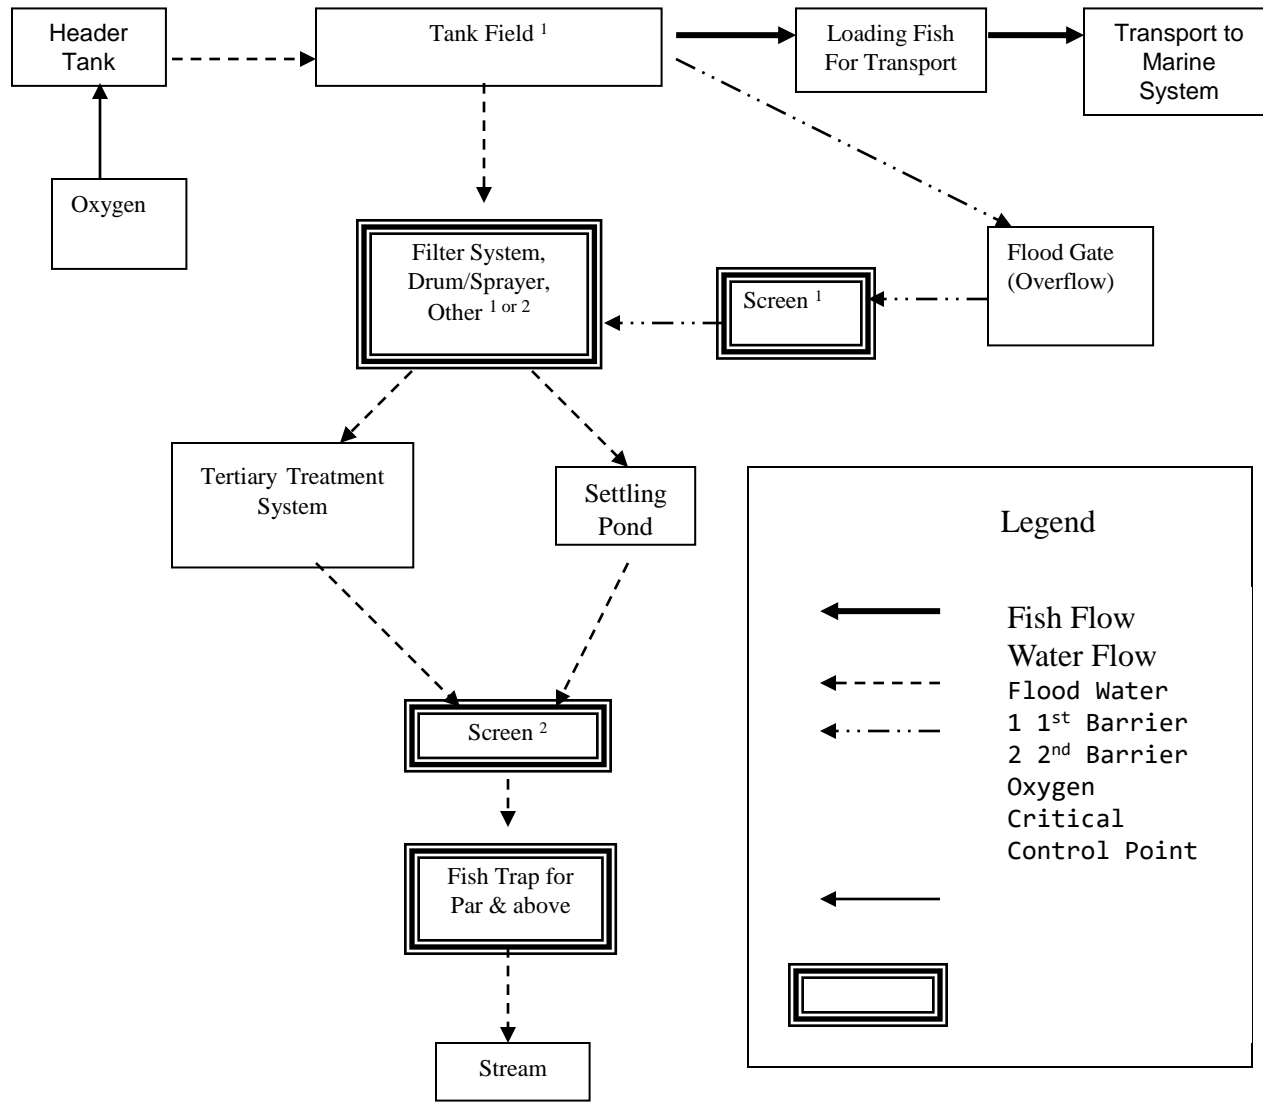 Header
Tank
Tank Field ¹
Loading Fish
For Transport
Transport to
Marine
System
Oxygen
Filter System,
Drum/Sprayer,
Other ¹ ᵒʳ ²
Screen ¹
Flood Gate
(Overflow)
Tertiary Treatment
System
Settling
Pond
Screen ²
Fish Trap for
Par & above
Stream
Legend
Fish Flow
Water Flow
Flood Water
1 1ˢᵗ Barrier
2 2ⁿᵈ Barrier
Oxygen
Critical
Control Point